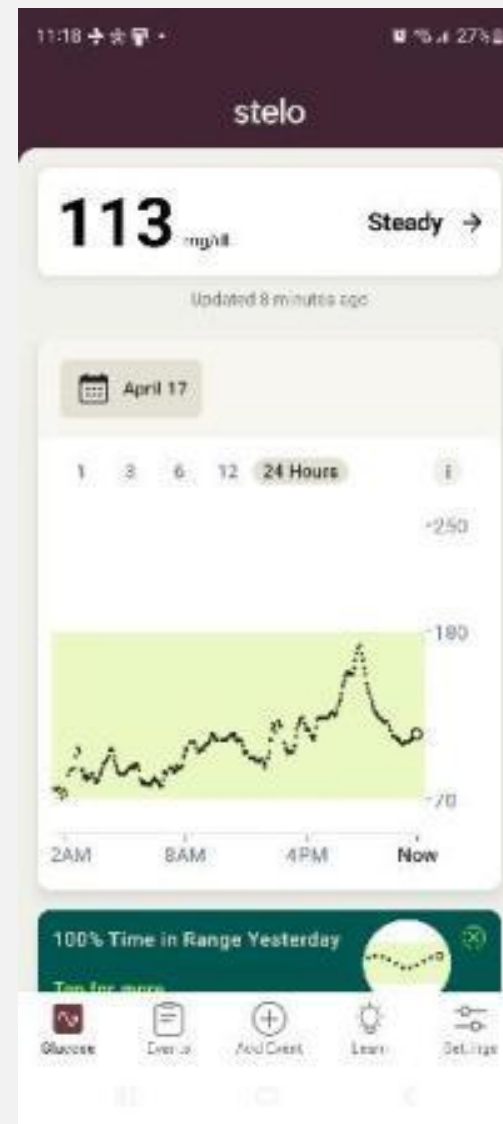 11:18
27%
stelo
113 mg/dL
Steady →
Updated 8 minutes ago
April 17
1 3 6 12 24 Hours i
250
180
70
2AM 8AM 4PM Now
100% Time in Range Yesterday
Tap for more
Glucose Events Add Event Learn Settings